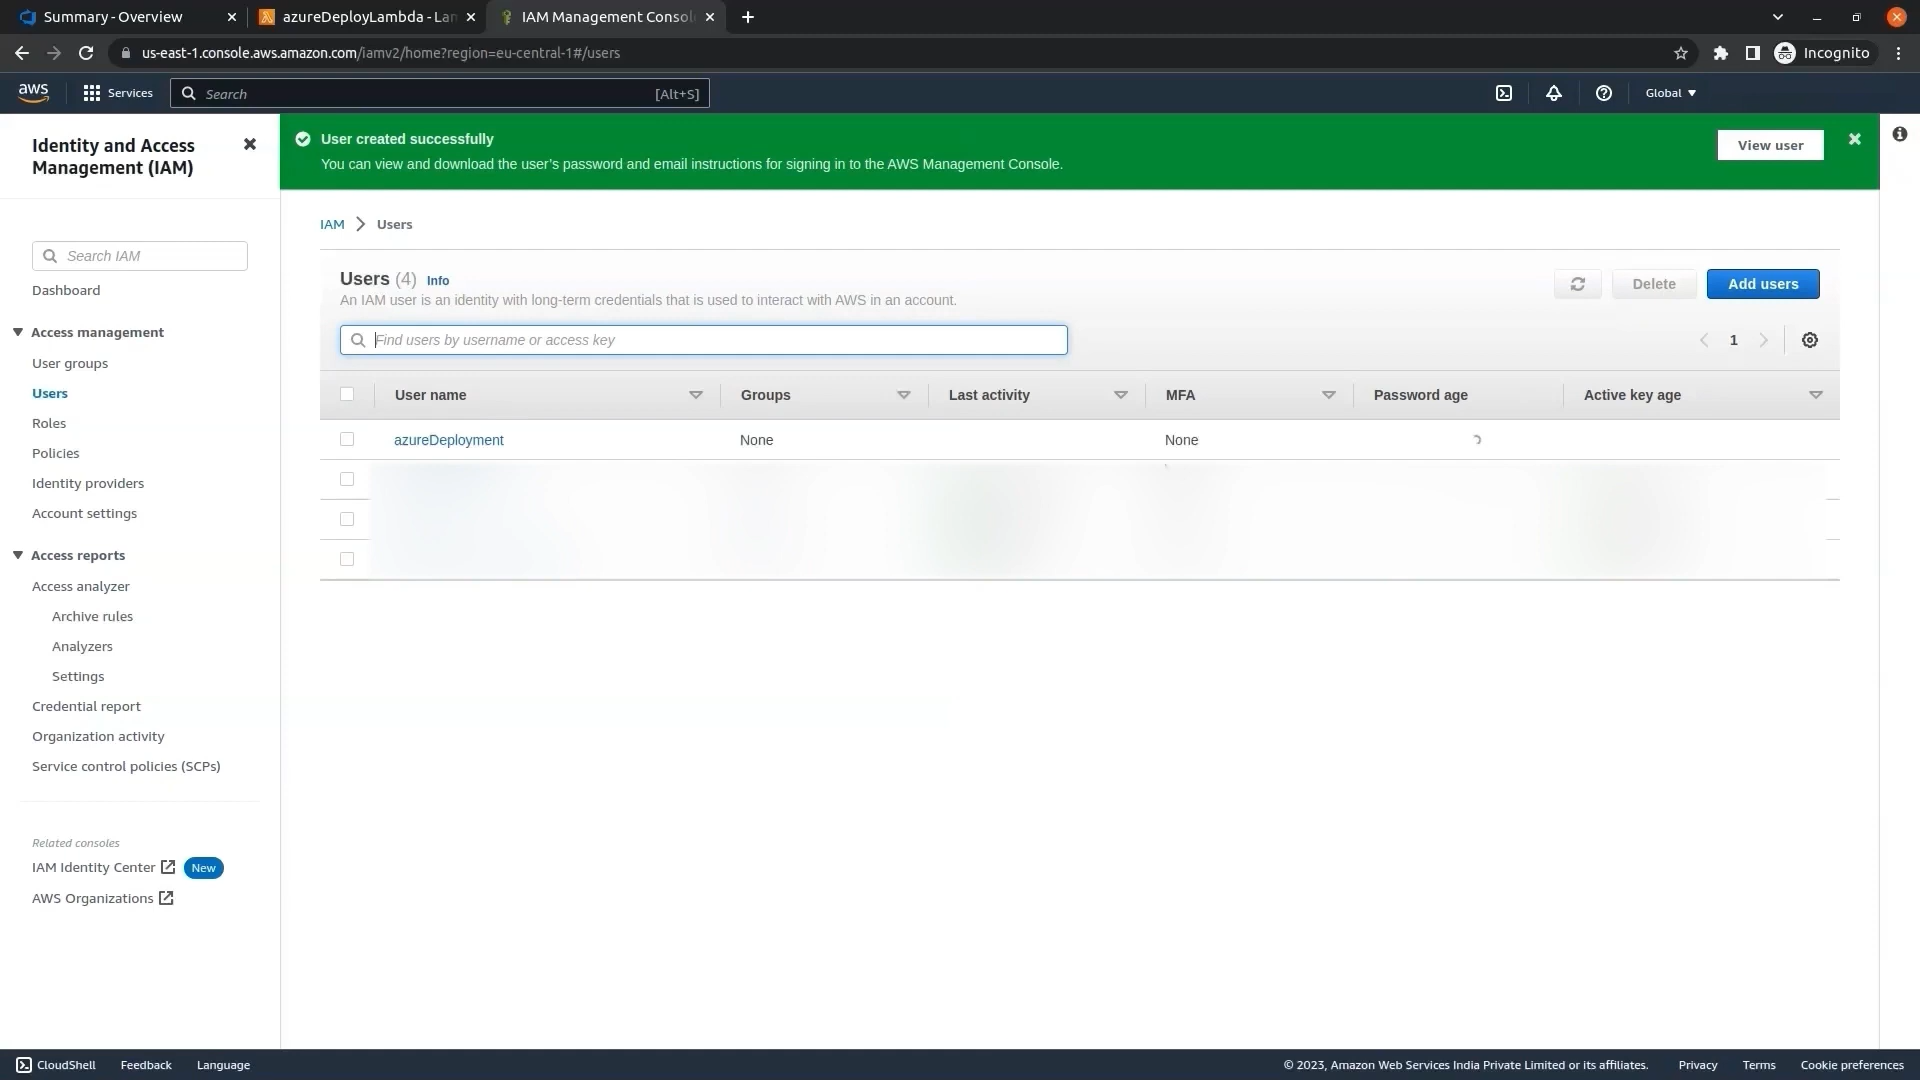 Summary - Overview
azureDeployLambda - Lan
IAM Management Consol
us-east-1.console.aws.amazon.com/iamv2/home?region=eu-central-1#/users
Incognito
aws
Services
Search
[Alt+S]
Global
Identity and Access
Management (IAM)
Search IAM
Dashboard
Access management
User groups
Users
Roles
Policies
Identity providers
Account settings
Access reports
Access analyzer
Archive rules
Analyzers
Settings
Credential report
Organization activity
Service control policies (SCPs)
Related consoles
IAM Identity Center New
AWS Organizations
User created successfully
You can view and download the user's password and email instructions for signing in to the AWS Management Console.
View user
IAM Users
Users (4) Info
An IAM user is an identity with long-term credentials that is used to interact with AWS in an account.
Delete
Add users
Find users by username or access key
1
User name Groups Last activity MFA Password age Active key age
azureDeployment None None
CloudShell Feedback Language
© 2023, Amazon Web Services India Private Limited or its affiliates. Privacy Terms Cookie preferences